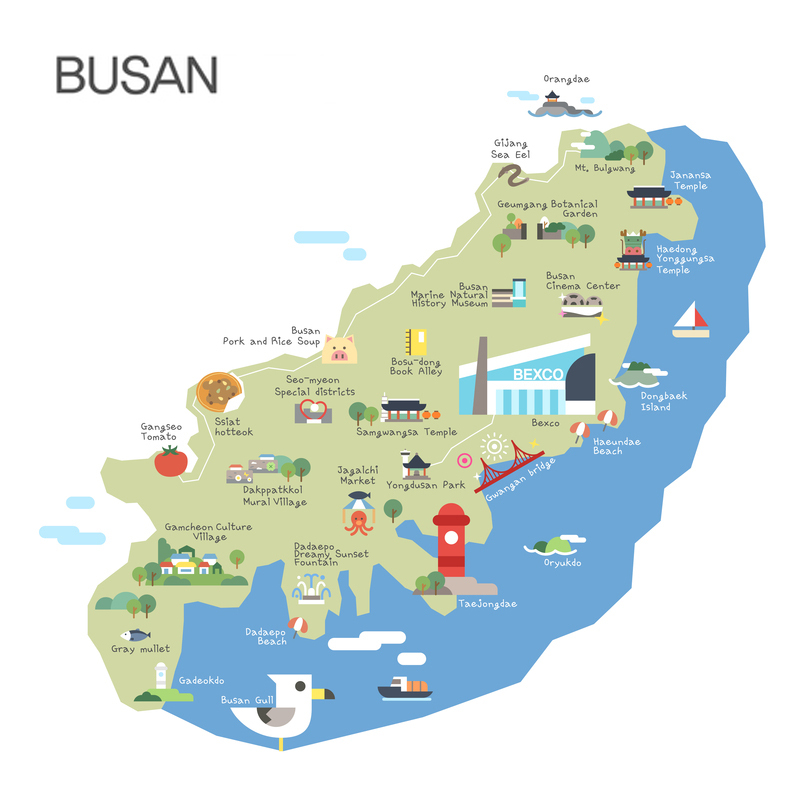 BUSAN
Orangdae
Gijang
Sea Eel
Mt. Bulgwang
Janansa
Temple
Geumgang Botanical
Garden
Haedong
Yonggungsa
Temple
Busan
Marine Natural
History Museum
Busan
Cinema Center
Busan
Pork and Rice Soup
Bosu-dong
Book Alley
BEXCO
Bexco
Dongbaek
Island
Seo-myeon
Special districts
Ssiat
hotteok
Samgwangsa Temple
Haeundae
Beach
Gangseo
Tomato
Dakppatkkol
Mural Village
Jagalchi
Market
Yongdusan Park
Gwangan bridge
Gamcheon Culture
Village
Dadaepo
Dreamy Sunset
Fountain
Oryukdo
Taejongdae
Dadaepo
Beach
Gray mullet
Gadeokdo
Busan Gull